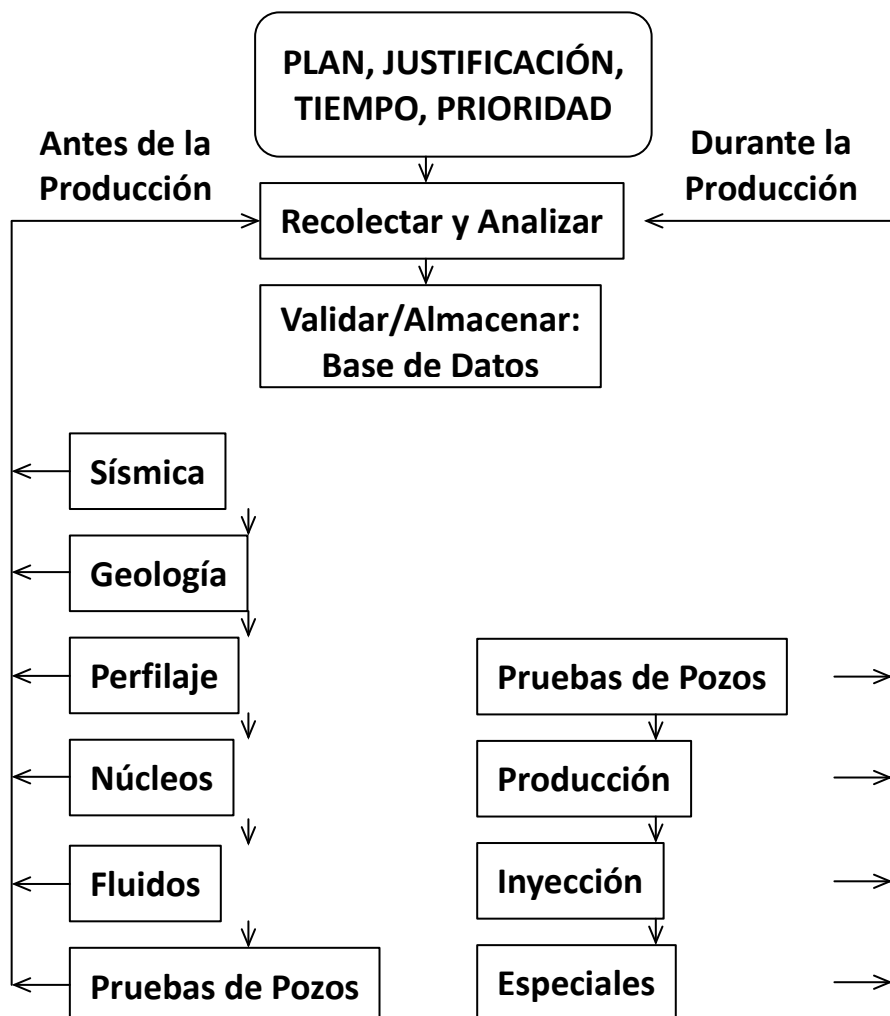 PLAN, JUSTIFICACIÓN,
TIEMPO, PRIORIDAD
Antes de la
Producción
Durante la
Producción
Recolectar y Analizar
Validar/Almacenar:
Base de Datos
Sísmica
Geología
Perfilaje
Núcleos
Fluidos
Pruebas de Pozos
Pruebas de Pozos
Producción
Inyección
Especiales